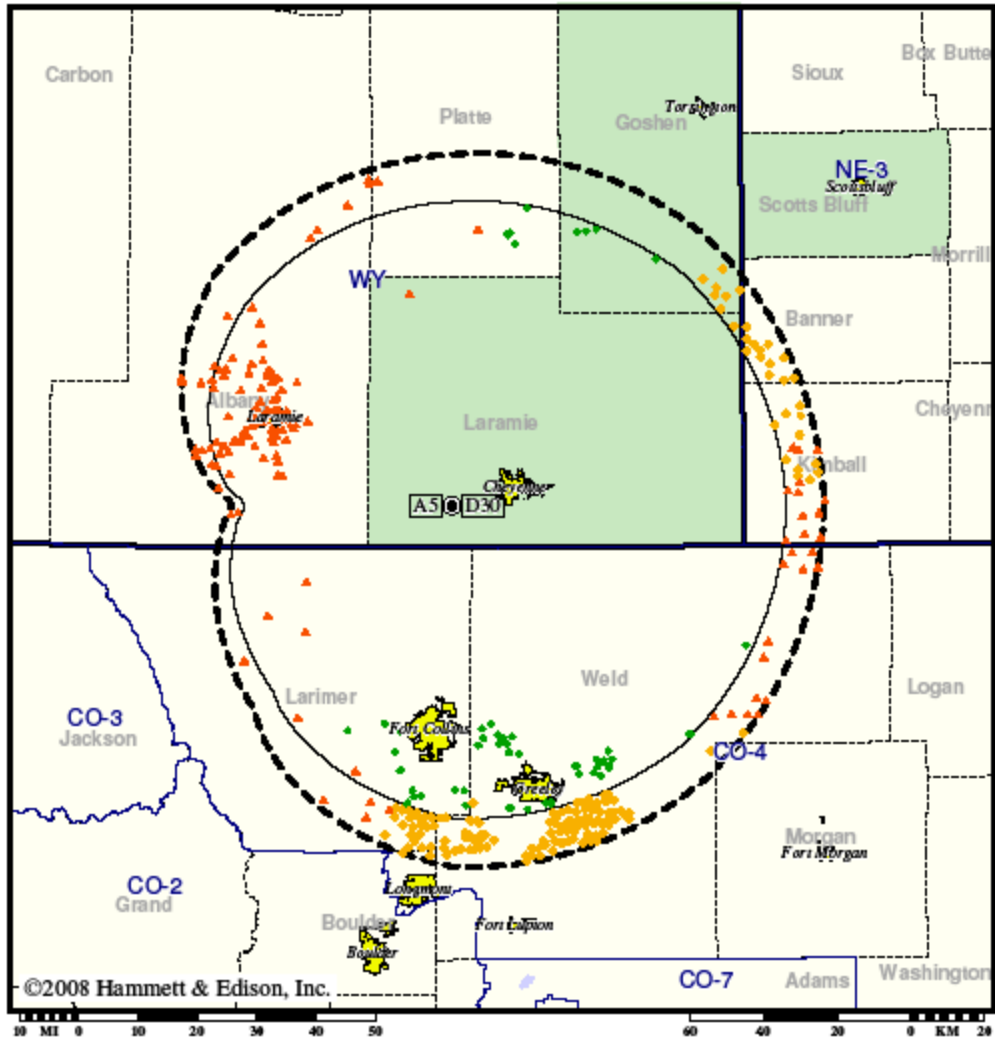 Box Butte
Sioux
Carbon
Torrington
Platte
Goshen
NE-3
Scottsbluff
Scotts Bluff
Morrill
WY
Banner
Albany
Laramie
Cheyenn
Laramie
Kimball
Cheyenne
A5 D30
Weld
Logan
Larimer
CO-3
Jackson
Fort Collins
CO-4
Greeley
Morgan
Fort Morgan
CO-2
Longmont
Grand
Boulder
Fort Lupton
Boulder
CO-7
Adams
Washington
©2008 Hammett & Edison, Inc.
10 MI 0 10 20 30 40 50 60 40 20 0 KM 20